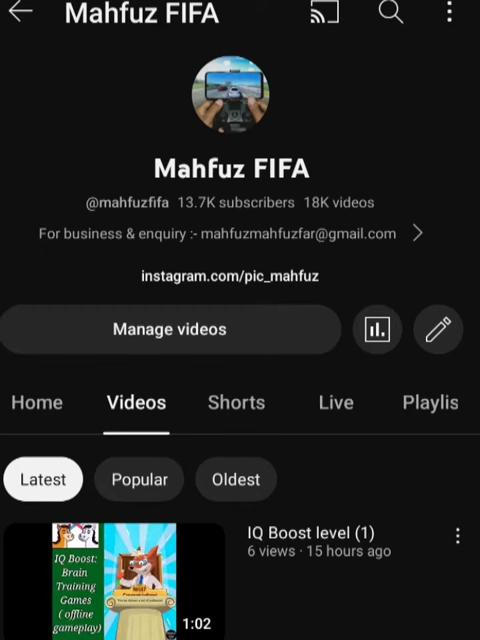 Mahfuz FIFA
Mahfuz FIFA
@mahfuzfifa 13.7K subscribers 18K videos
For business & enquiry :- mahfuzmahfuzfar@gmail.com
instagram.com/pic_mahfuz
Manage videos
Home Videos Shorts Live Playlis
Latest Popular Oldest
IQ Boost:
Brain
Training
Games
( offline
gameplay)
1:02
IQ Boost level (1)
6 views · 15 hours ago